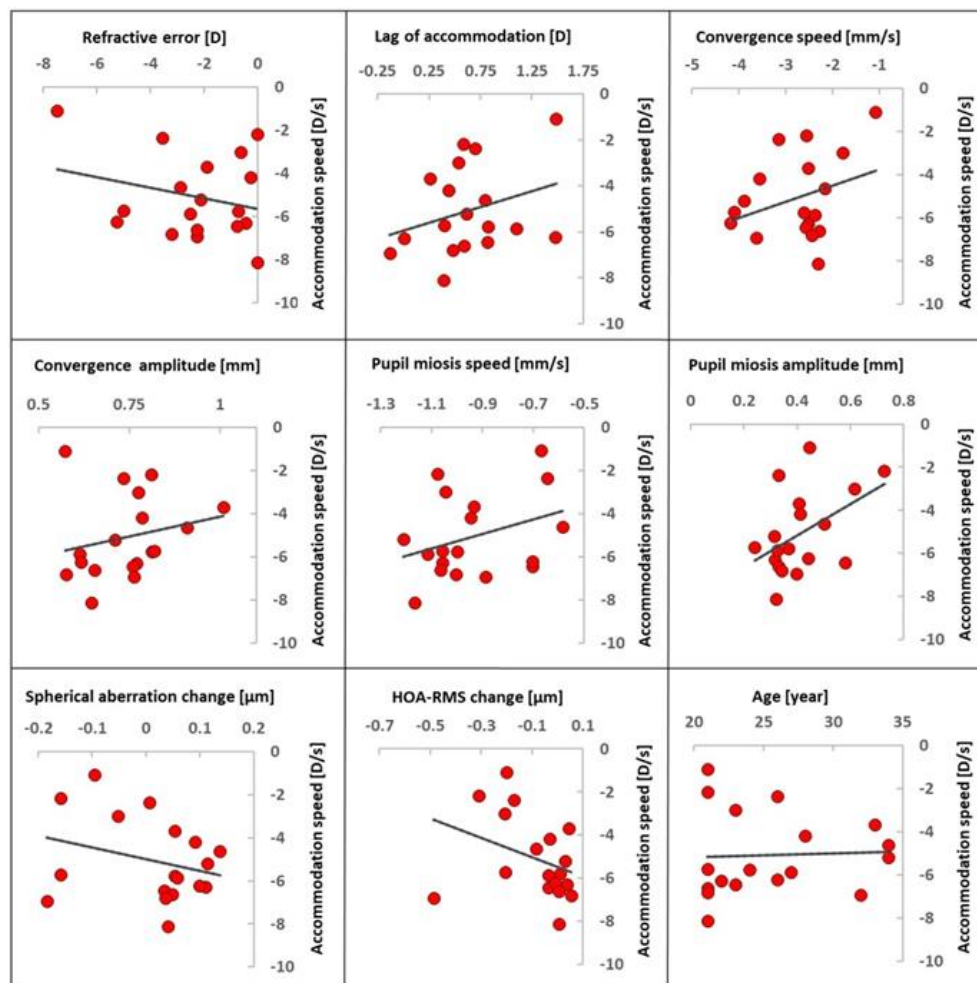 Refractive error [D]
-8 -6 -4 -2 0
0
-2
-4
-6
-8
-10
Accommodation speed [D/s]
Lag of accommodation [D]
-0.25 0.25 0.75 1.25 1.75
0
-2
-4
-6
-8
-10
Accommodation speed [D/s]
Convergence speed [mm/s]
-5 -4 -3 -2 -1
0
-2
-4
-6
-8
-10
Accommodation speed [D/s]
Convergence amplitude [mm]
0.5 0.75 1
0
-2
-4
-6
-8
-10
Accommodation speed [D/s]
Pupil miosis speed [mm/s]
-1.3 -1.1 -0.9 -0.7 -0.5
0
-2
-4
-6
-8
-10
Accommodation speed [D/s]
Pupil miosis amplitude [mm]
0 0.2 0.4 0.6 0.8
0
-2
-4
-6
-8
-10
Accommodation speed [D/s]
Spherical aberration change [µm]
-0.2 -0.1 0 0.1 0.2
0
-2
-4
-6
-8
-10
Accommodation speed [D/s]
HOA-RMS change [µm]
-0.7 -0.5 -0.3 -0.1 0.1
0
-2
-4
-6
-8
-10
Accommodation speed [D/s]
Age [year]
20 25 30 35
0
-2
-4
-6
-8
-10
Accommodation speed [D/s]